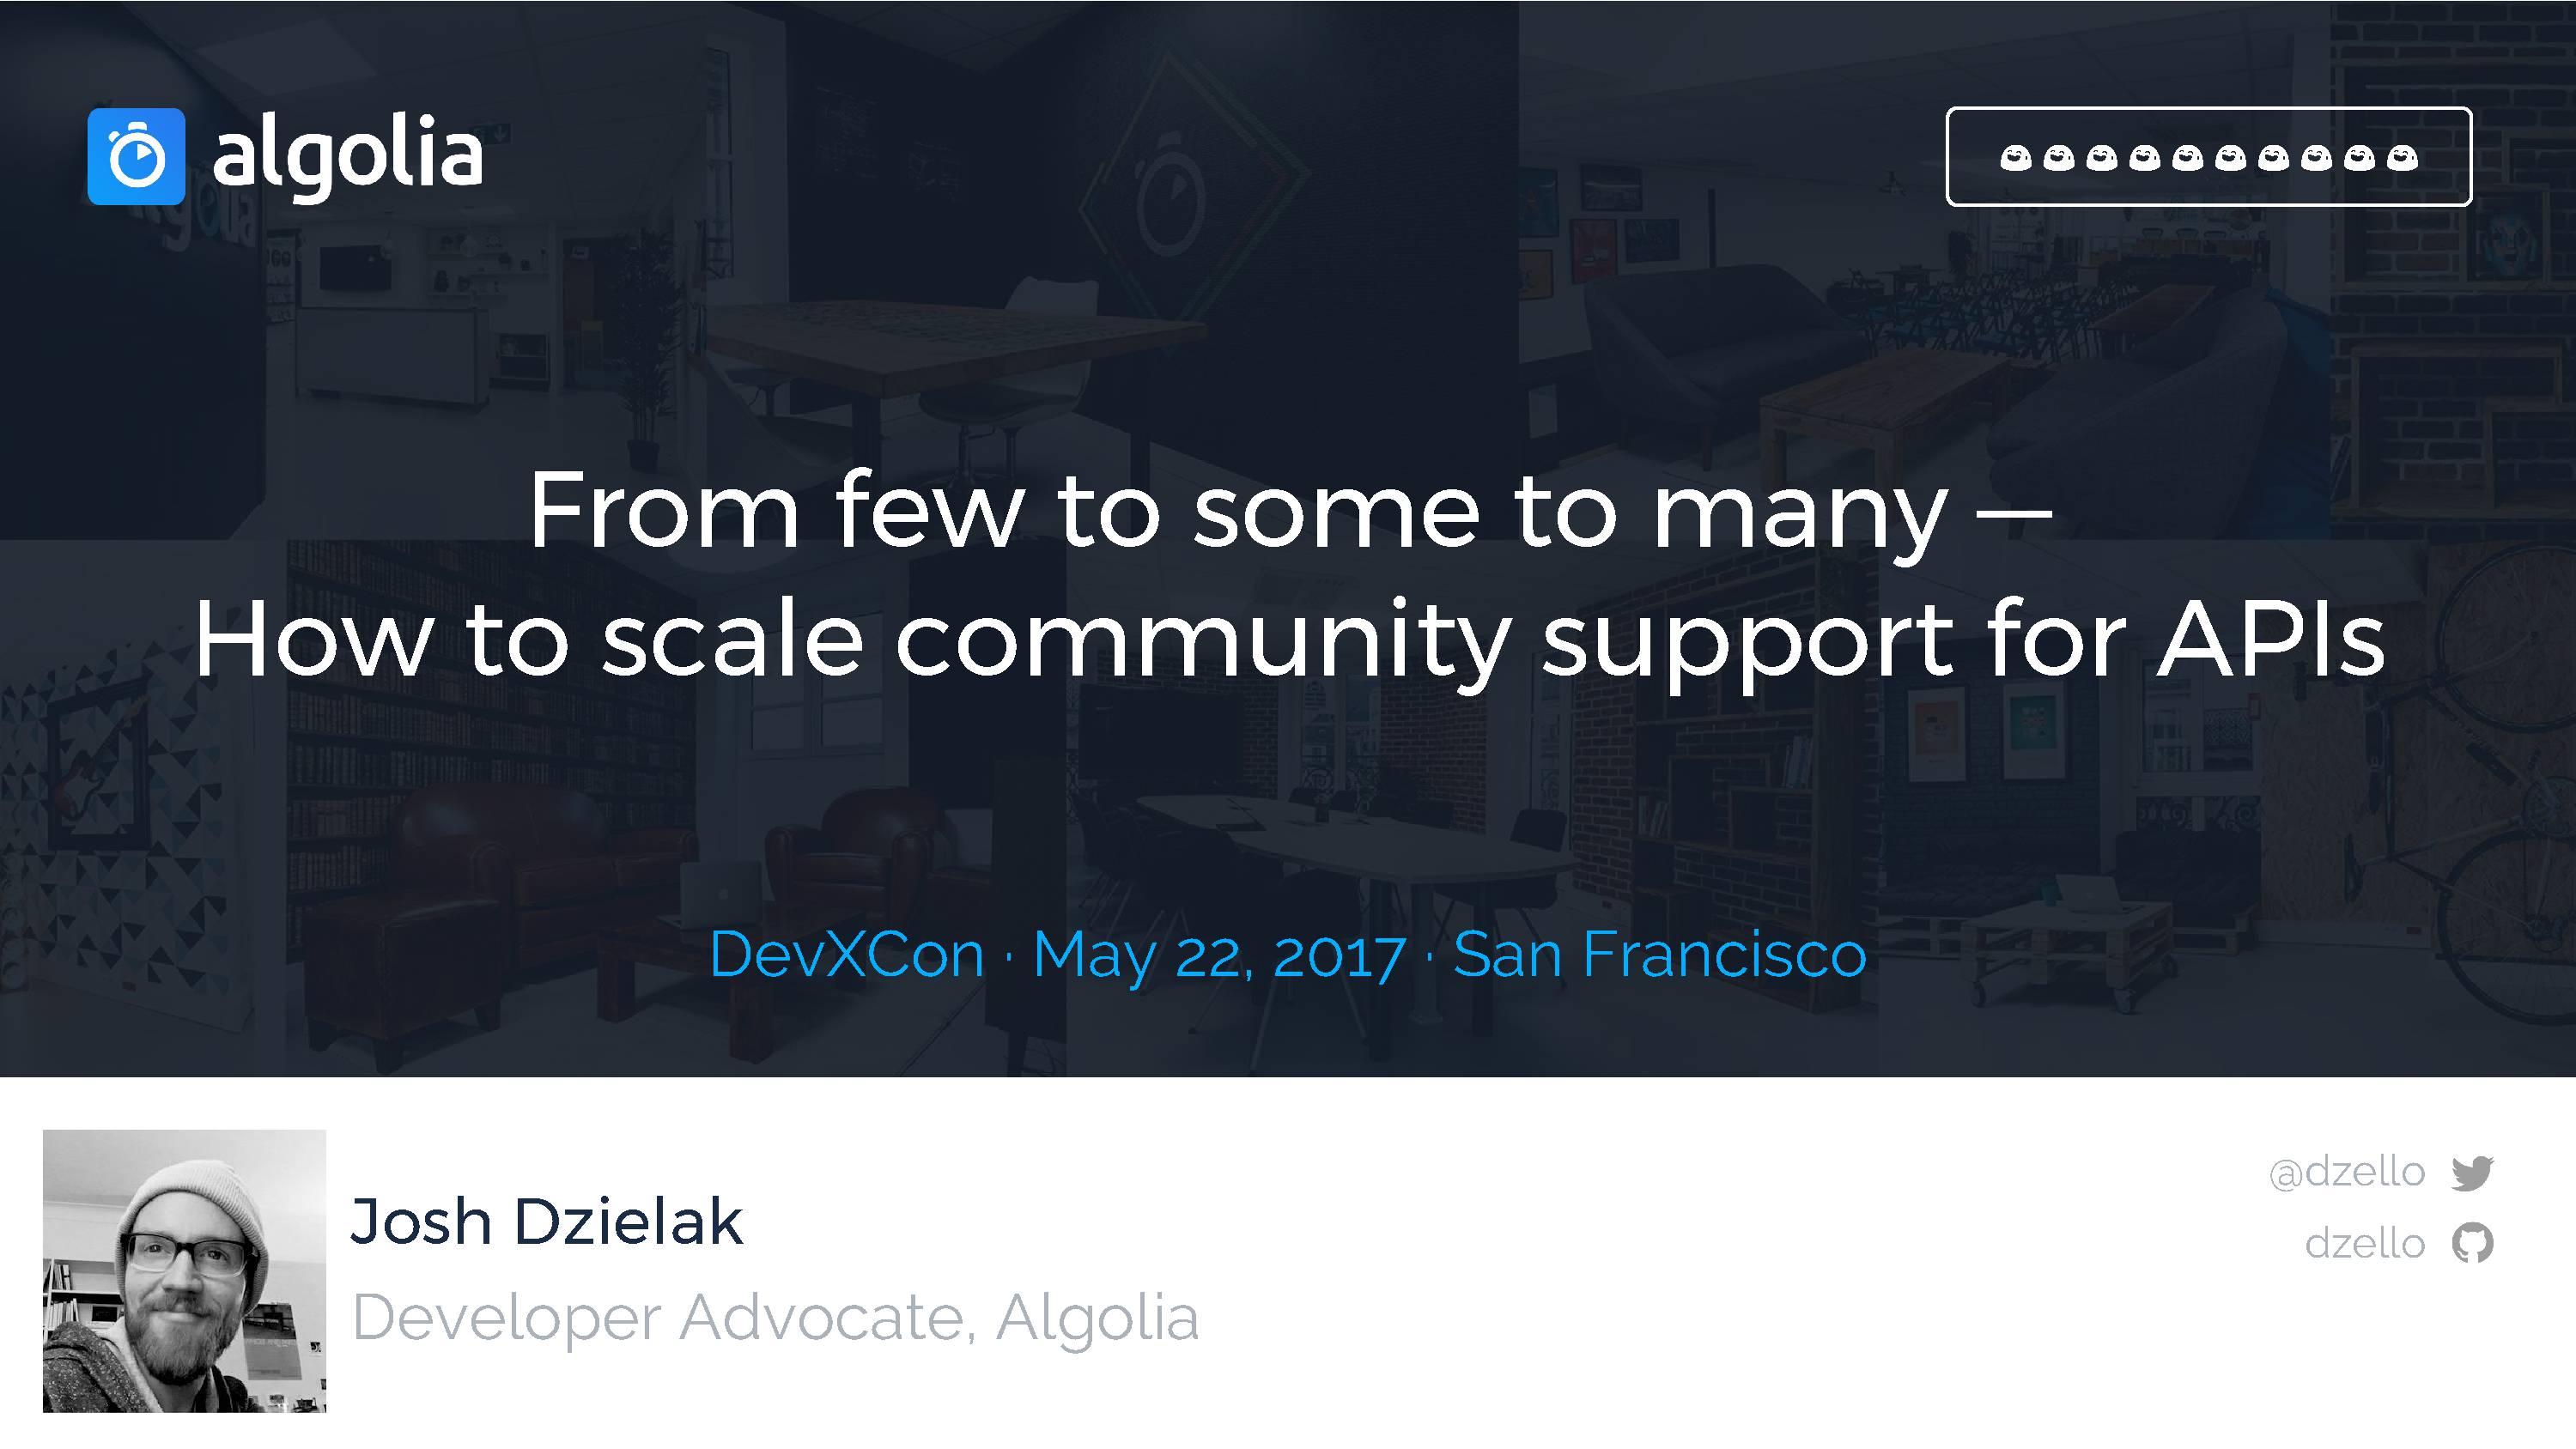 algolia
From few to some to many —
How to scale community support for APIs
DevXCon · May 22, 2017 · San Francisco
Josh Dzielak
Developer Advocate, Algolia
@dzello
dzello